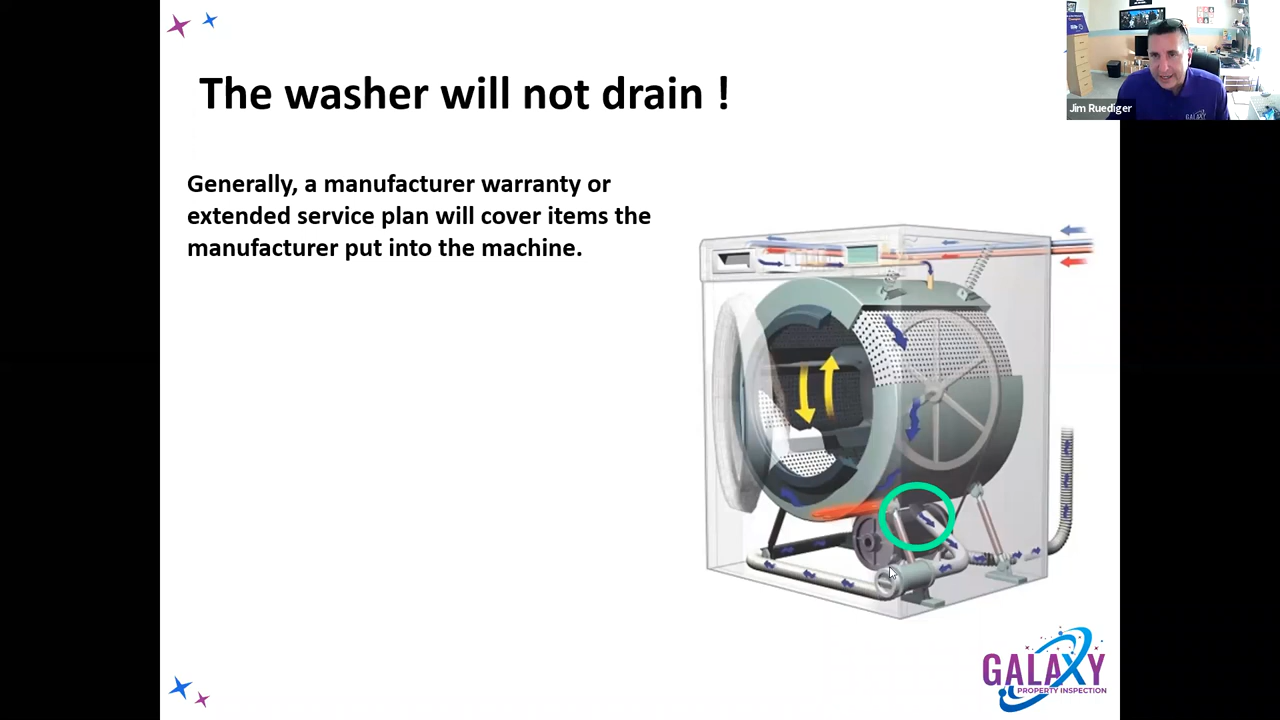 The washer will not drain !
Jim Ruediger
Generally, a manufacturer warranty or
extended service plan will cover items the
manufacturer put into the machine.
GALAXY
PROPERTY INSPECTION